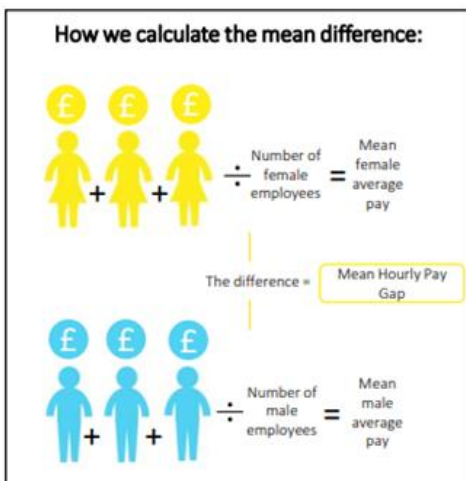 How we calculate the mean difference:
£ £ £
+ + ÷ Number of female employees = Mean female average pay
The difference = Mean Hourly Pay Gap
£ £ £
+ + ÷ Number of male employees = Mean male average pay